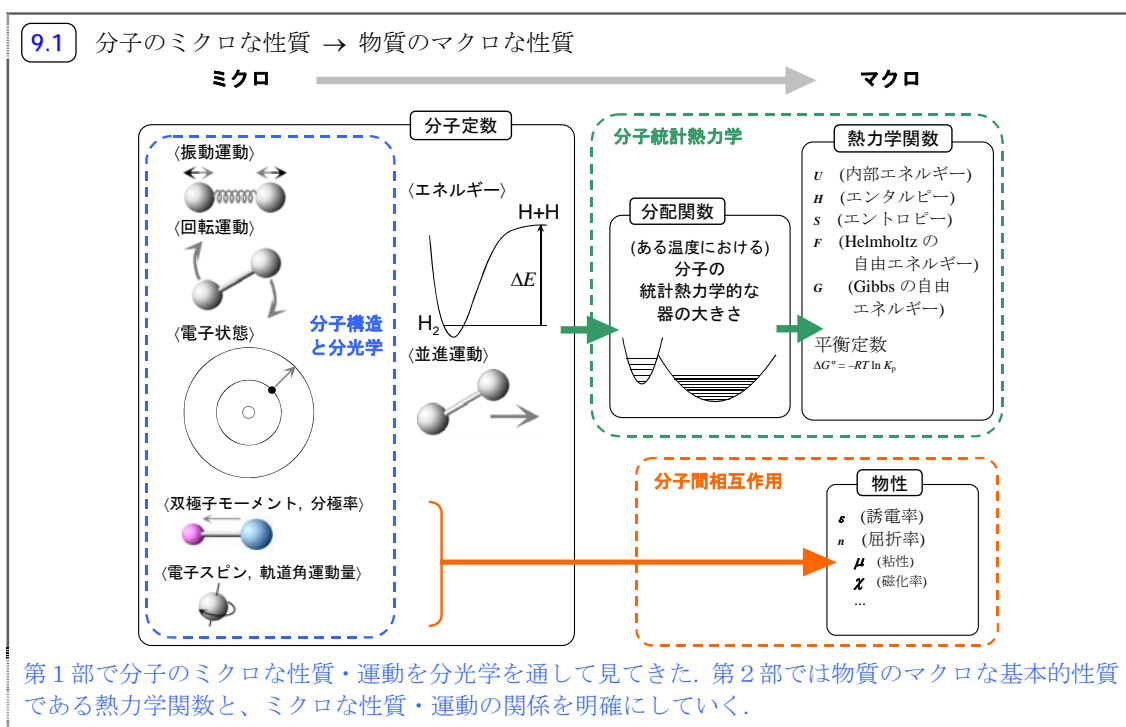 9.1 分子のミクロな性質 → 物質のマクロな性質
ミクロ
マクロ
分子定数
〈振動運動〉
〈回転運動〉
〈電子状態〉
分子構造
と分光学
〈双極子モーメント, 分極率〉
〈電子スピン, 軌道角運動量〉
〈エネルギー〉
H+H
ΔE
H2
〈並進運動〉
分子統計熱力学
分配関数
(ある温度における)
分子の
統計熱力学的な
器の大きさ
熱力学関数
U (内部エネルギー)
H (エンタルピー)
S (エントロピー)
F (Helmholtz の
自由エネルギー)
G (Gibbs の自由
エネルギー)
平衡定数
ΔG° = –RT ln Kp
分子間相互作用
物性
ε (誘電率)
n (屈折率)
μ (粘性)
χ (磁化率)
...
第１部で分子のミクロな性質・運動を分光学を通して見てきた. 第２部では物質のマクロな基本的性質
である熱力学関数と、ミクロな性質・運動の関係を明確にしていく.